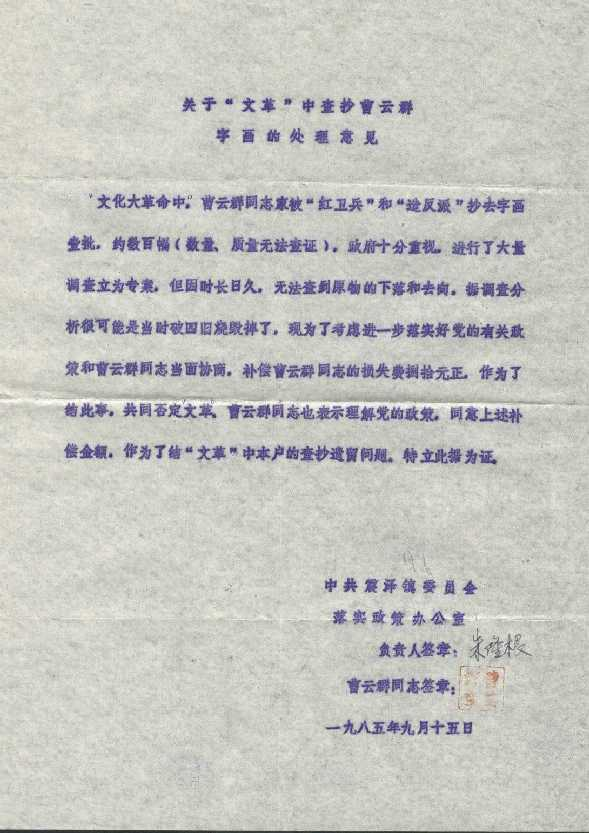 关于“文革”中查抄曹云群
字画的处理意见
文化大革命中，曹云群同志家被“红卫兵”和“造反派”抄去字画
壹批，约数百幅（数量、质量无法查证）。政府十分重视，进行了大量
调查立为专案，但因时长日久，无法查到原物的下落和去向，据调查分
析很可能是当时破四旧烧毁掉了，现为了考虑进一步落实好党的有关政
策和曹云群同志当面协商，补偿曹云群同志的损失费捌拾元正，作为了
结此事，共同否定文革。曹云群同志也表示理解党的政策，同意上述补
偿金额，作为了结“文革”中本户的查抄遗留问题。特立此据为证。
中共震泽镇委员会
落实政策办公室
负责人签章：朱 根
曹云群同志签章：
一九八五年九月十五日